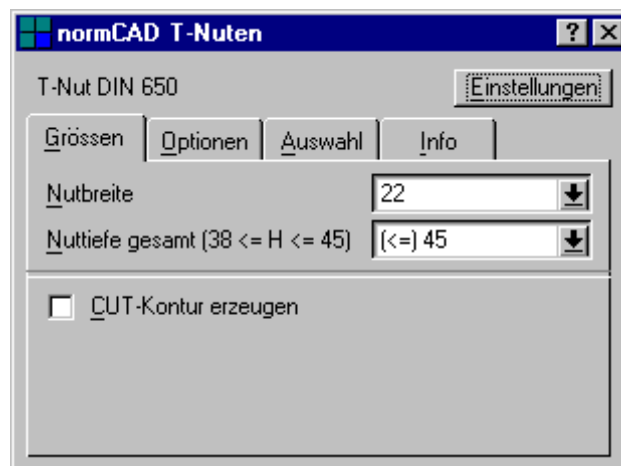 normCAD T-Nuten ? X
T-Nut DIN 650 Einstellungen
Grössen Optionen Auswahl Info
Nutbreite 22
Nuttiefe gesamt (38 <= H <= 45) (<=) 45
CUT-Kontur erzeugen